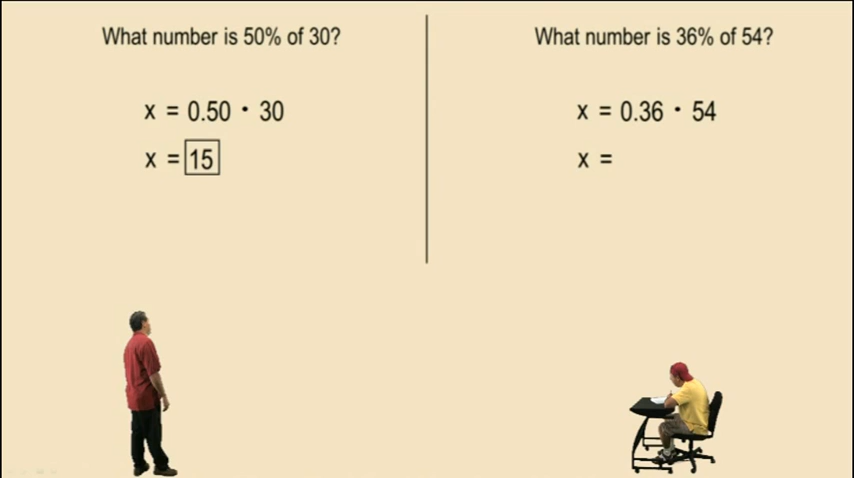 What number is 50% of 30?
x = 0.50 · 30
x = 15
What number is 36% of 54?
x = 0.36 · 54
x =